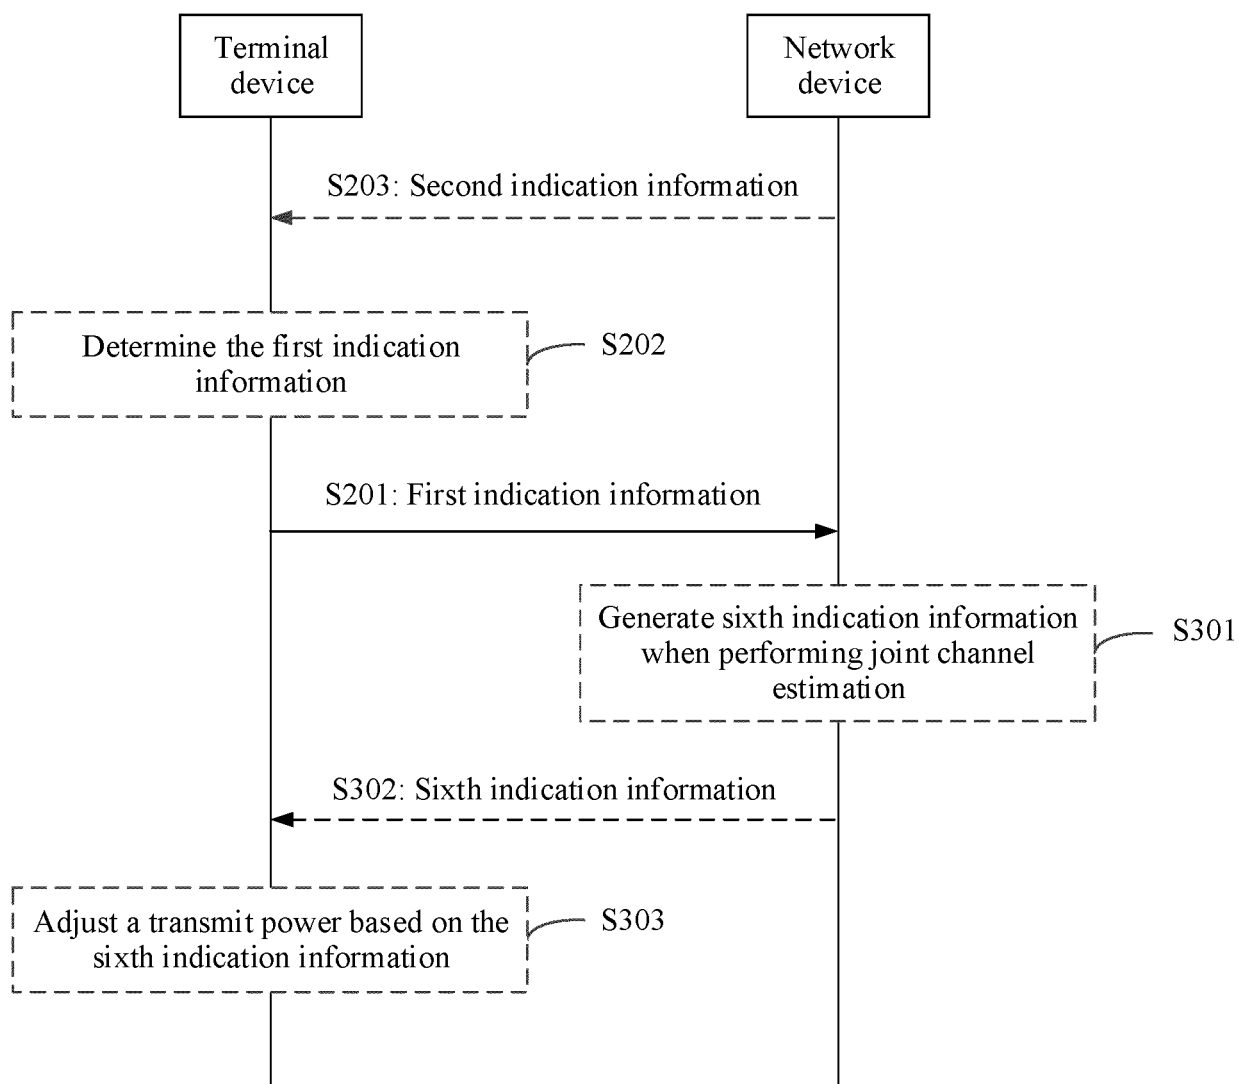 Terminal
device
Network
device
S203: Second indication information
Determine the first indication
information
S202
S201: First indication information
Generate sixth indication information
when performing joint channel
estimation
S301
S302: Sixth indication information
Adjust a transmit power based on the
sixth indication information
S303